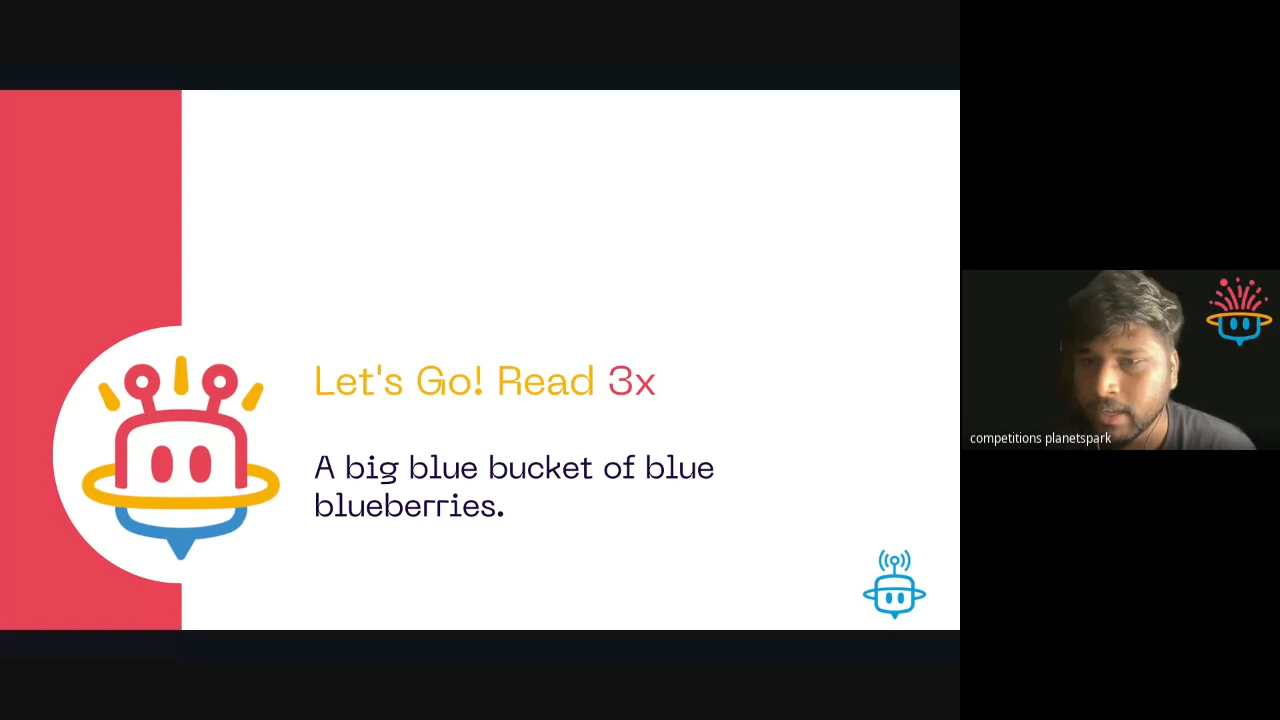 Let's Go! Read 3x
A big blue bucket of blue
blueberries.
competitions planetspark